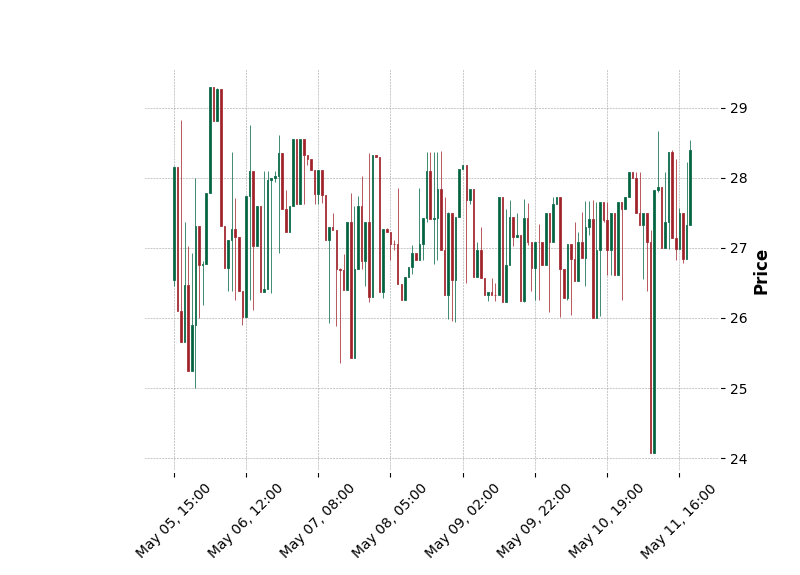 29
28
27
26
25
24
Price
May 05, 15:00
May 06, 12:00
May 07, 08:00
May 08, 05:00
May 09, 02:00
May 09, 22:00
May 10, 19:00
May 11, 16:00